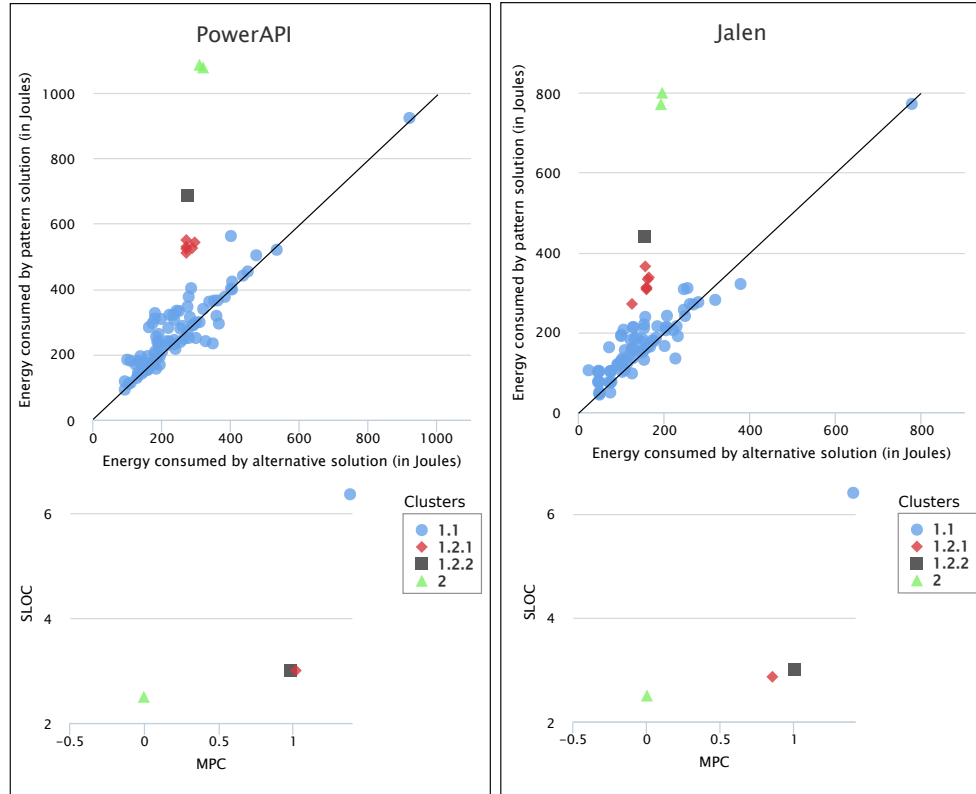 PowerAPI
Energy consumed by pattern solution (in Joules)
1000
800
600
400
200
0
0 200 400 600 800 1000
Energy consumed by alternative solution (in Joules)
SLOC
6
4
2
-0.5 0 1
MPC
Clusters
1.1
1.2.1
1.2.2
2
Jalen
Energy consumed by pattern solution (in Joules)
800
600
400
200
0
0 200 400 600 800
Energy consumed by alternative solution (in Joules)
SLOC
6
4
2
-0.5 0 1
MPC
Clusters
1.1
1.2.1
1.2.2
2